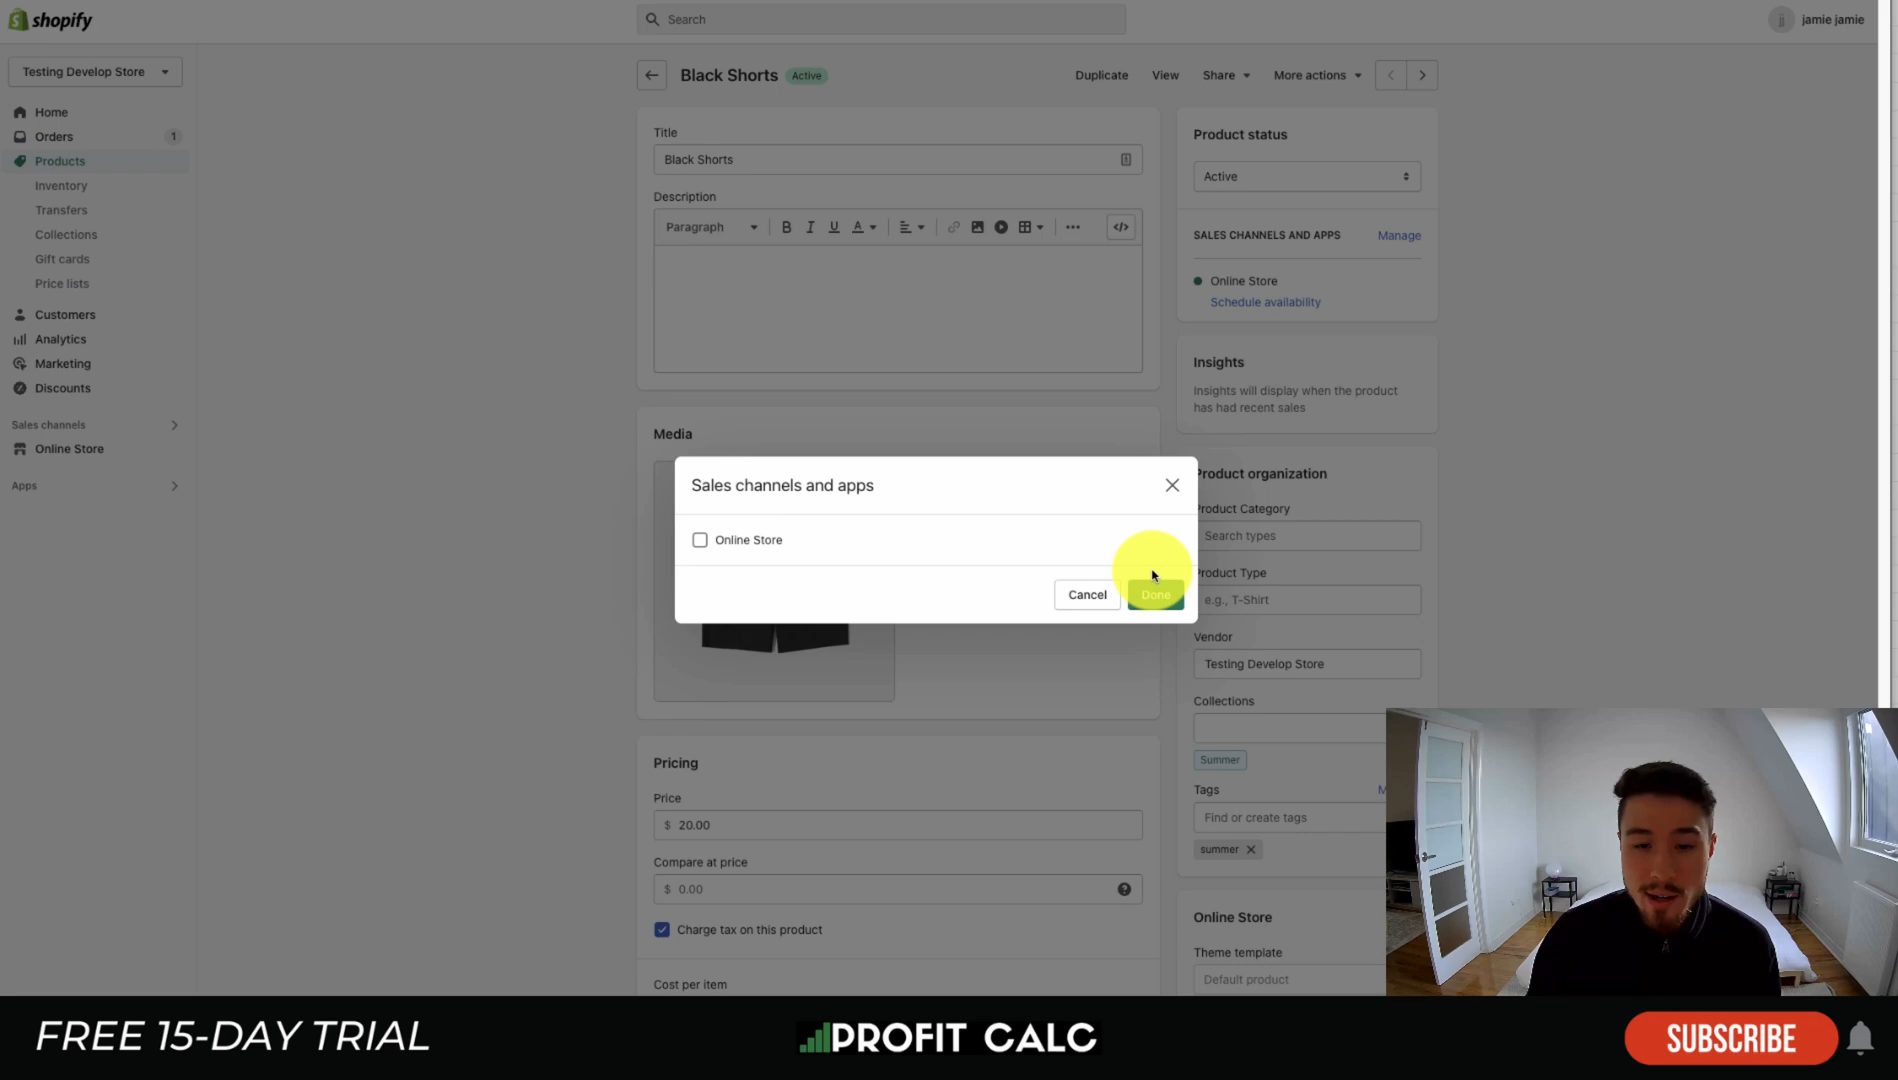 shopify
Search
jj
jamie jamie
Testing Develop Store
Home
Orders
1
Products
Inventory
Transfers
Collections
Gift cards
Price lists
Customers
Analytics
Marketing
Discounts
Sales channels
Online Store
Apps
Black Shorts
Active
Duplicate
View
Share
More actions
Title
Black Shorts
Description
Paragraph
B I U A
</>
Media
Sales channels and apps
Online Store
Cancel
Done
Pricing
Price
$ 20.00
Compare at price
$ 0.00
Charge tax on this product
Cost per item
Product status
Active
SALES CHANNELS AND APPS
Manage
Online Store
Schedule availability
Insights
Insights will display when the product
has had recent sales
Product organization
Product Category
Search types
Product Type
e.g., T-Shirt
Vendor
Testing Develop Store
Collections
Summer
Tags
M
Find or create tags
summer
Online Store
Theme template
Default product
FREE 15-DAY TRIAL
PROFIT CALC
SUBSCRIBE